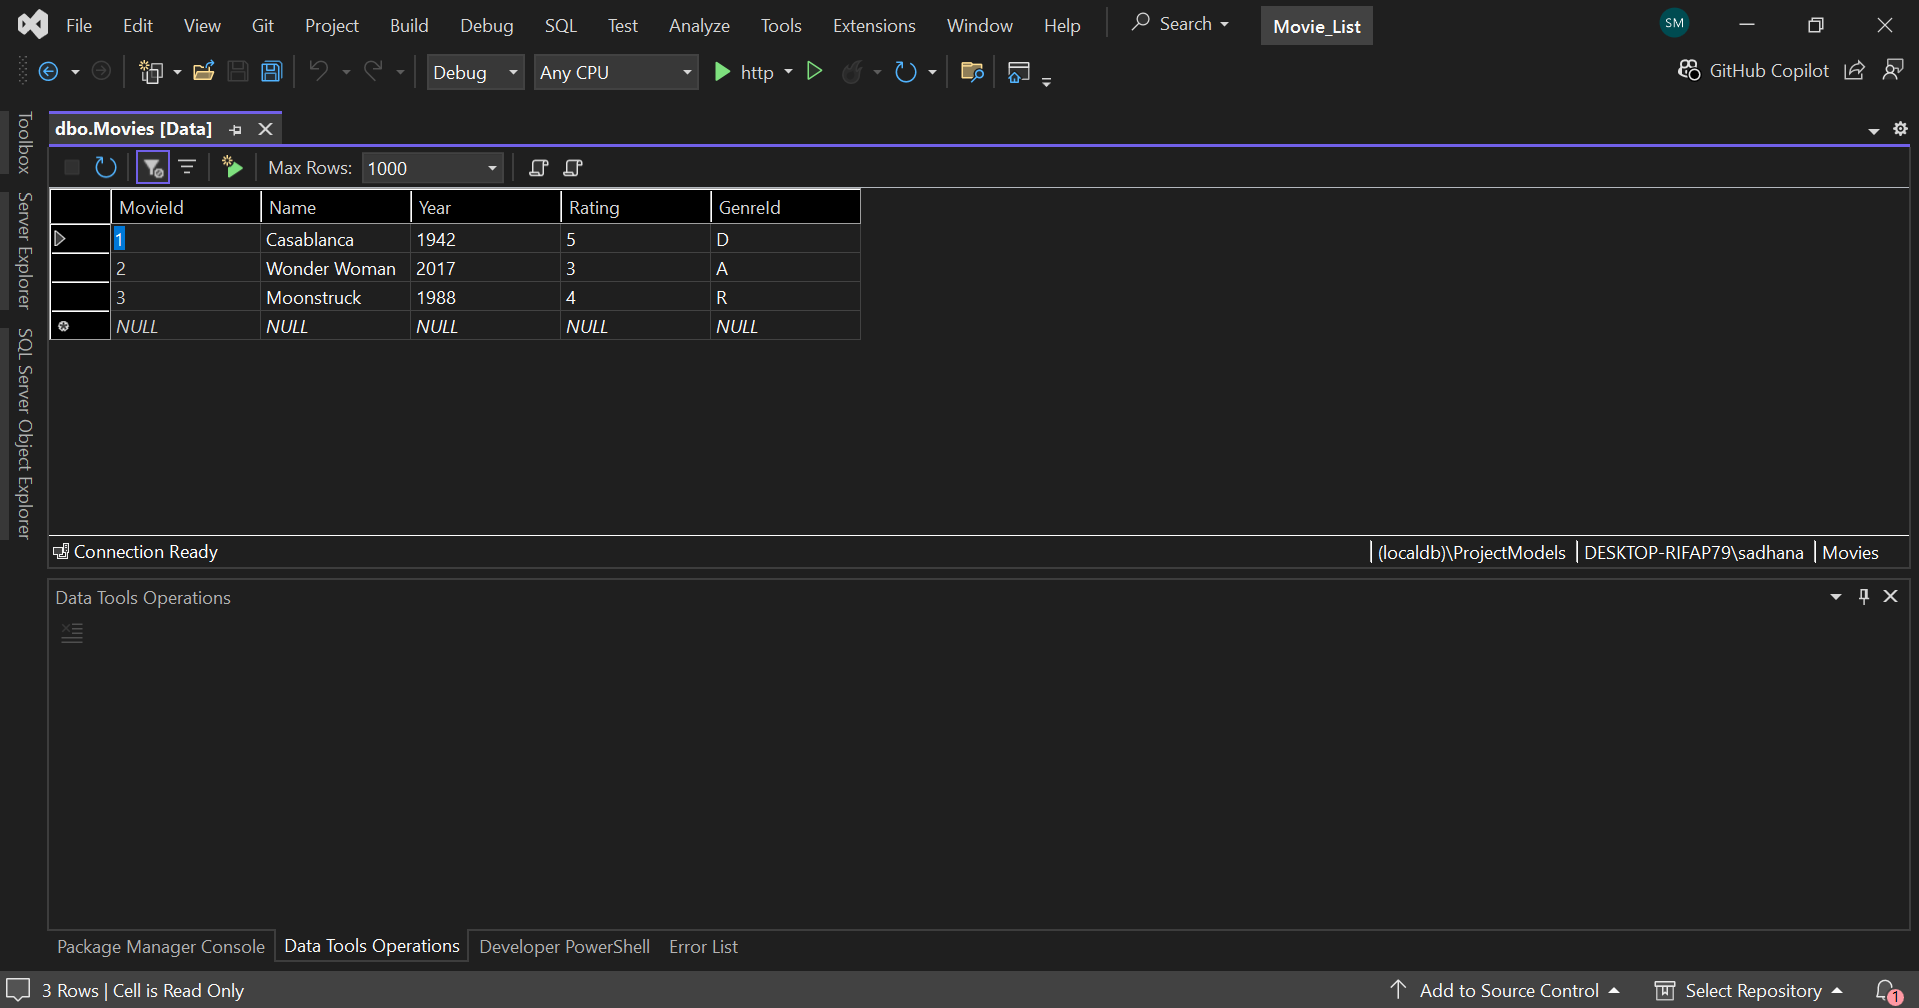 File Edit View Git Project Build Debug SQL Test Analyze Tools Extensions Window Help Search Movie_List SM
Debug Any CPU http GitHub Copilot
Toolbox
Server Explorer
SQL Server Object Explorer
dbo.Movies [Data]
Max Rows: 1000
MovieId Name Year Rating GenreId
1 Casablanca 1942 5 D
2 Wonder Woman 2017 3 A
3 Moonstruck 1988 4 R
NULL NULL NULL NULL NULL
Connection Ready (localdb)\ProjectModels DESKTOP-RIFAP79\sadhana Movies
Data Tools Operations
Package Manager Console Data Tools Operations Developer PowerShell Error List
3 Rows | Cell is Read Only Add to Source Control Select Repository 1